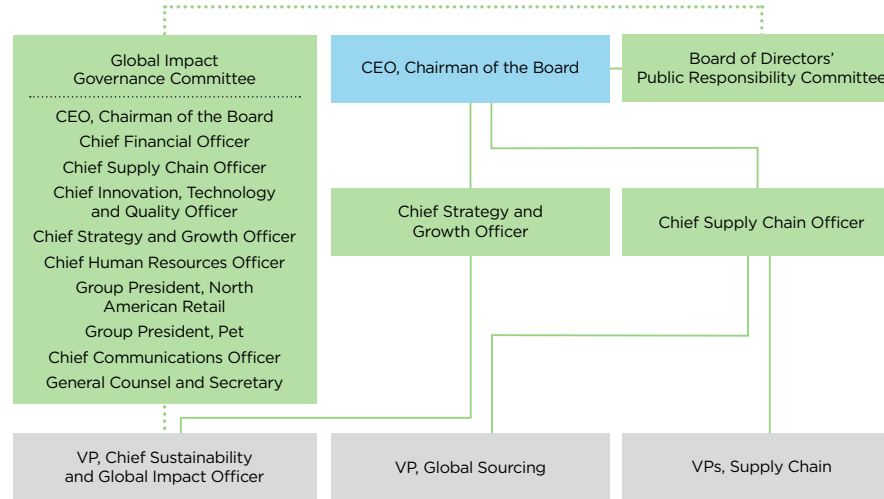 Global Impact
Governance Committee
CEO, Chairman of the Board
Chief Financial Officer
Chief Supply Chain Officer
Chief Innovation, Technology
and Quality Officer
Chief Strategy and Growth Officer
Chief Human Resources Officer
Group President, North
American Retail
Group President, Pet
Chief Communications Officer
General Counsel and Secretary
CEO, Chairman of the Board
Board of Directors’
Public Responsibility Committee
Chief Strategy and
Growth Officer
Chief Supply Chain Officer
VP, Chief Sustainability
and Global Impact Officer
VP, Global Sourcing
VPs, Supply Chain